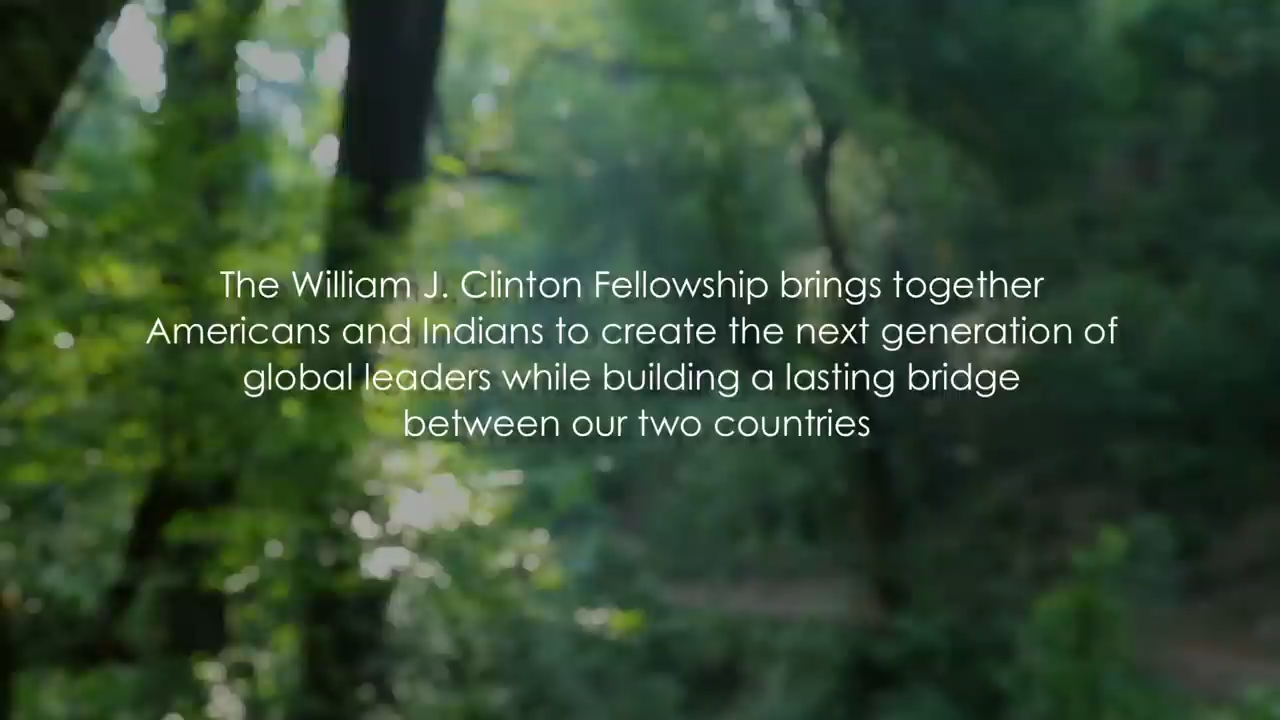 The William J. Clinton Fellowship brings together
Americans and Indians to create the next generation of
global leaders while building a lasting bridge
between our two countries